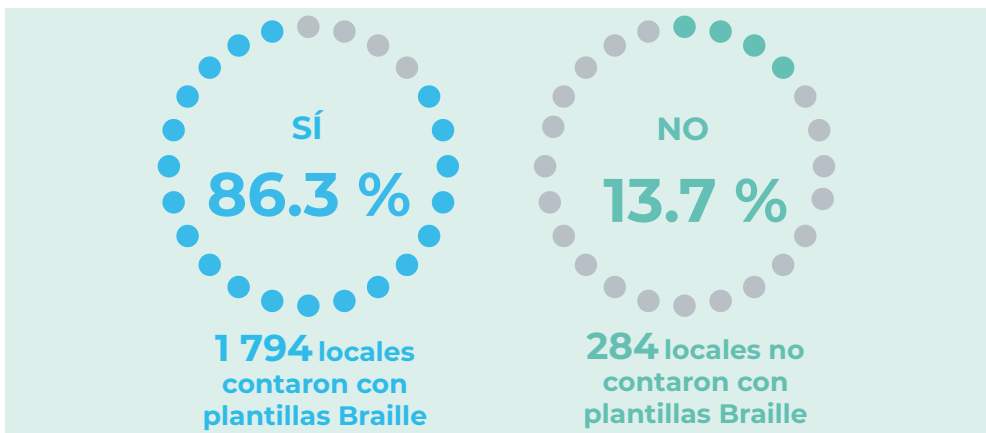 SÍ
86.3 %
1 794 locales
contaron con
plantillas Braille
NO
13.7 %
284 locales no
contaron con
plantillas Braille